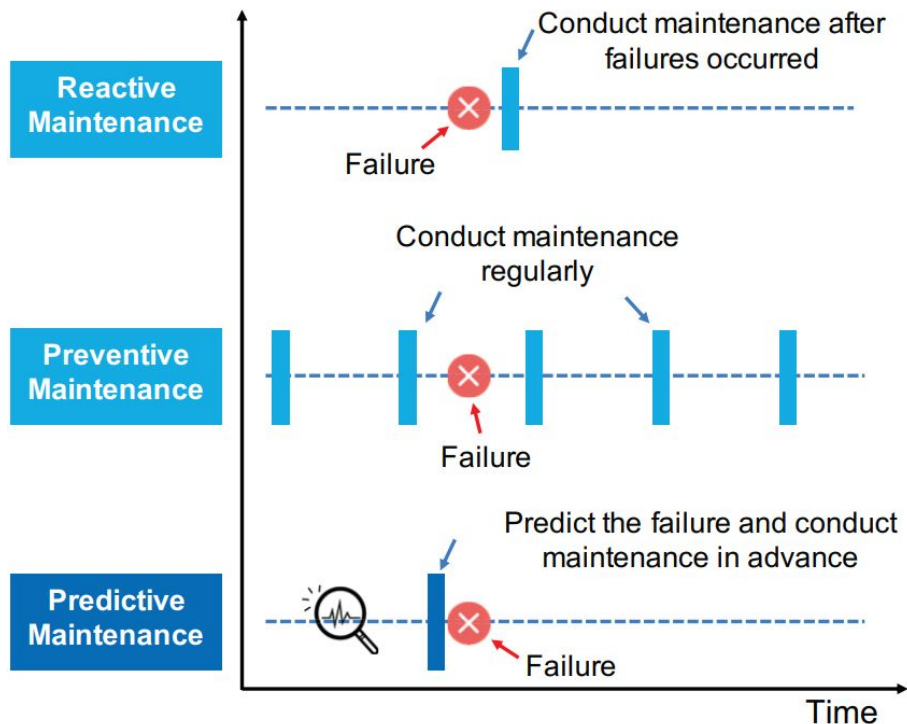 Conduct maintenance after
failures occurred
Reactive
Maintenance
Failure
Conduct maintenance
regularly
Preventive
Maintenance
Failure
Predict the failure and conduct
maintenance in advance
Predictive
Maintenance
Failure
Time